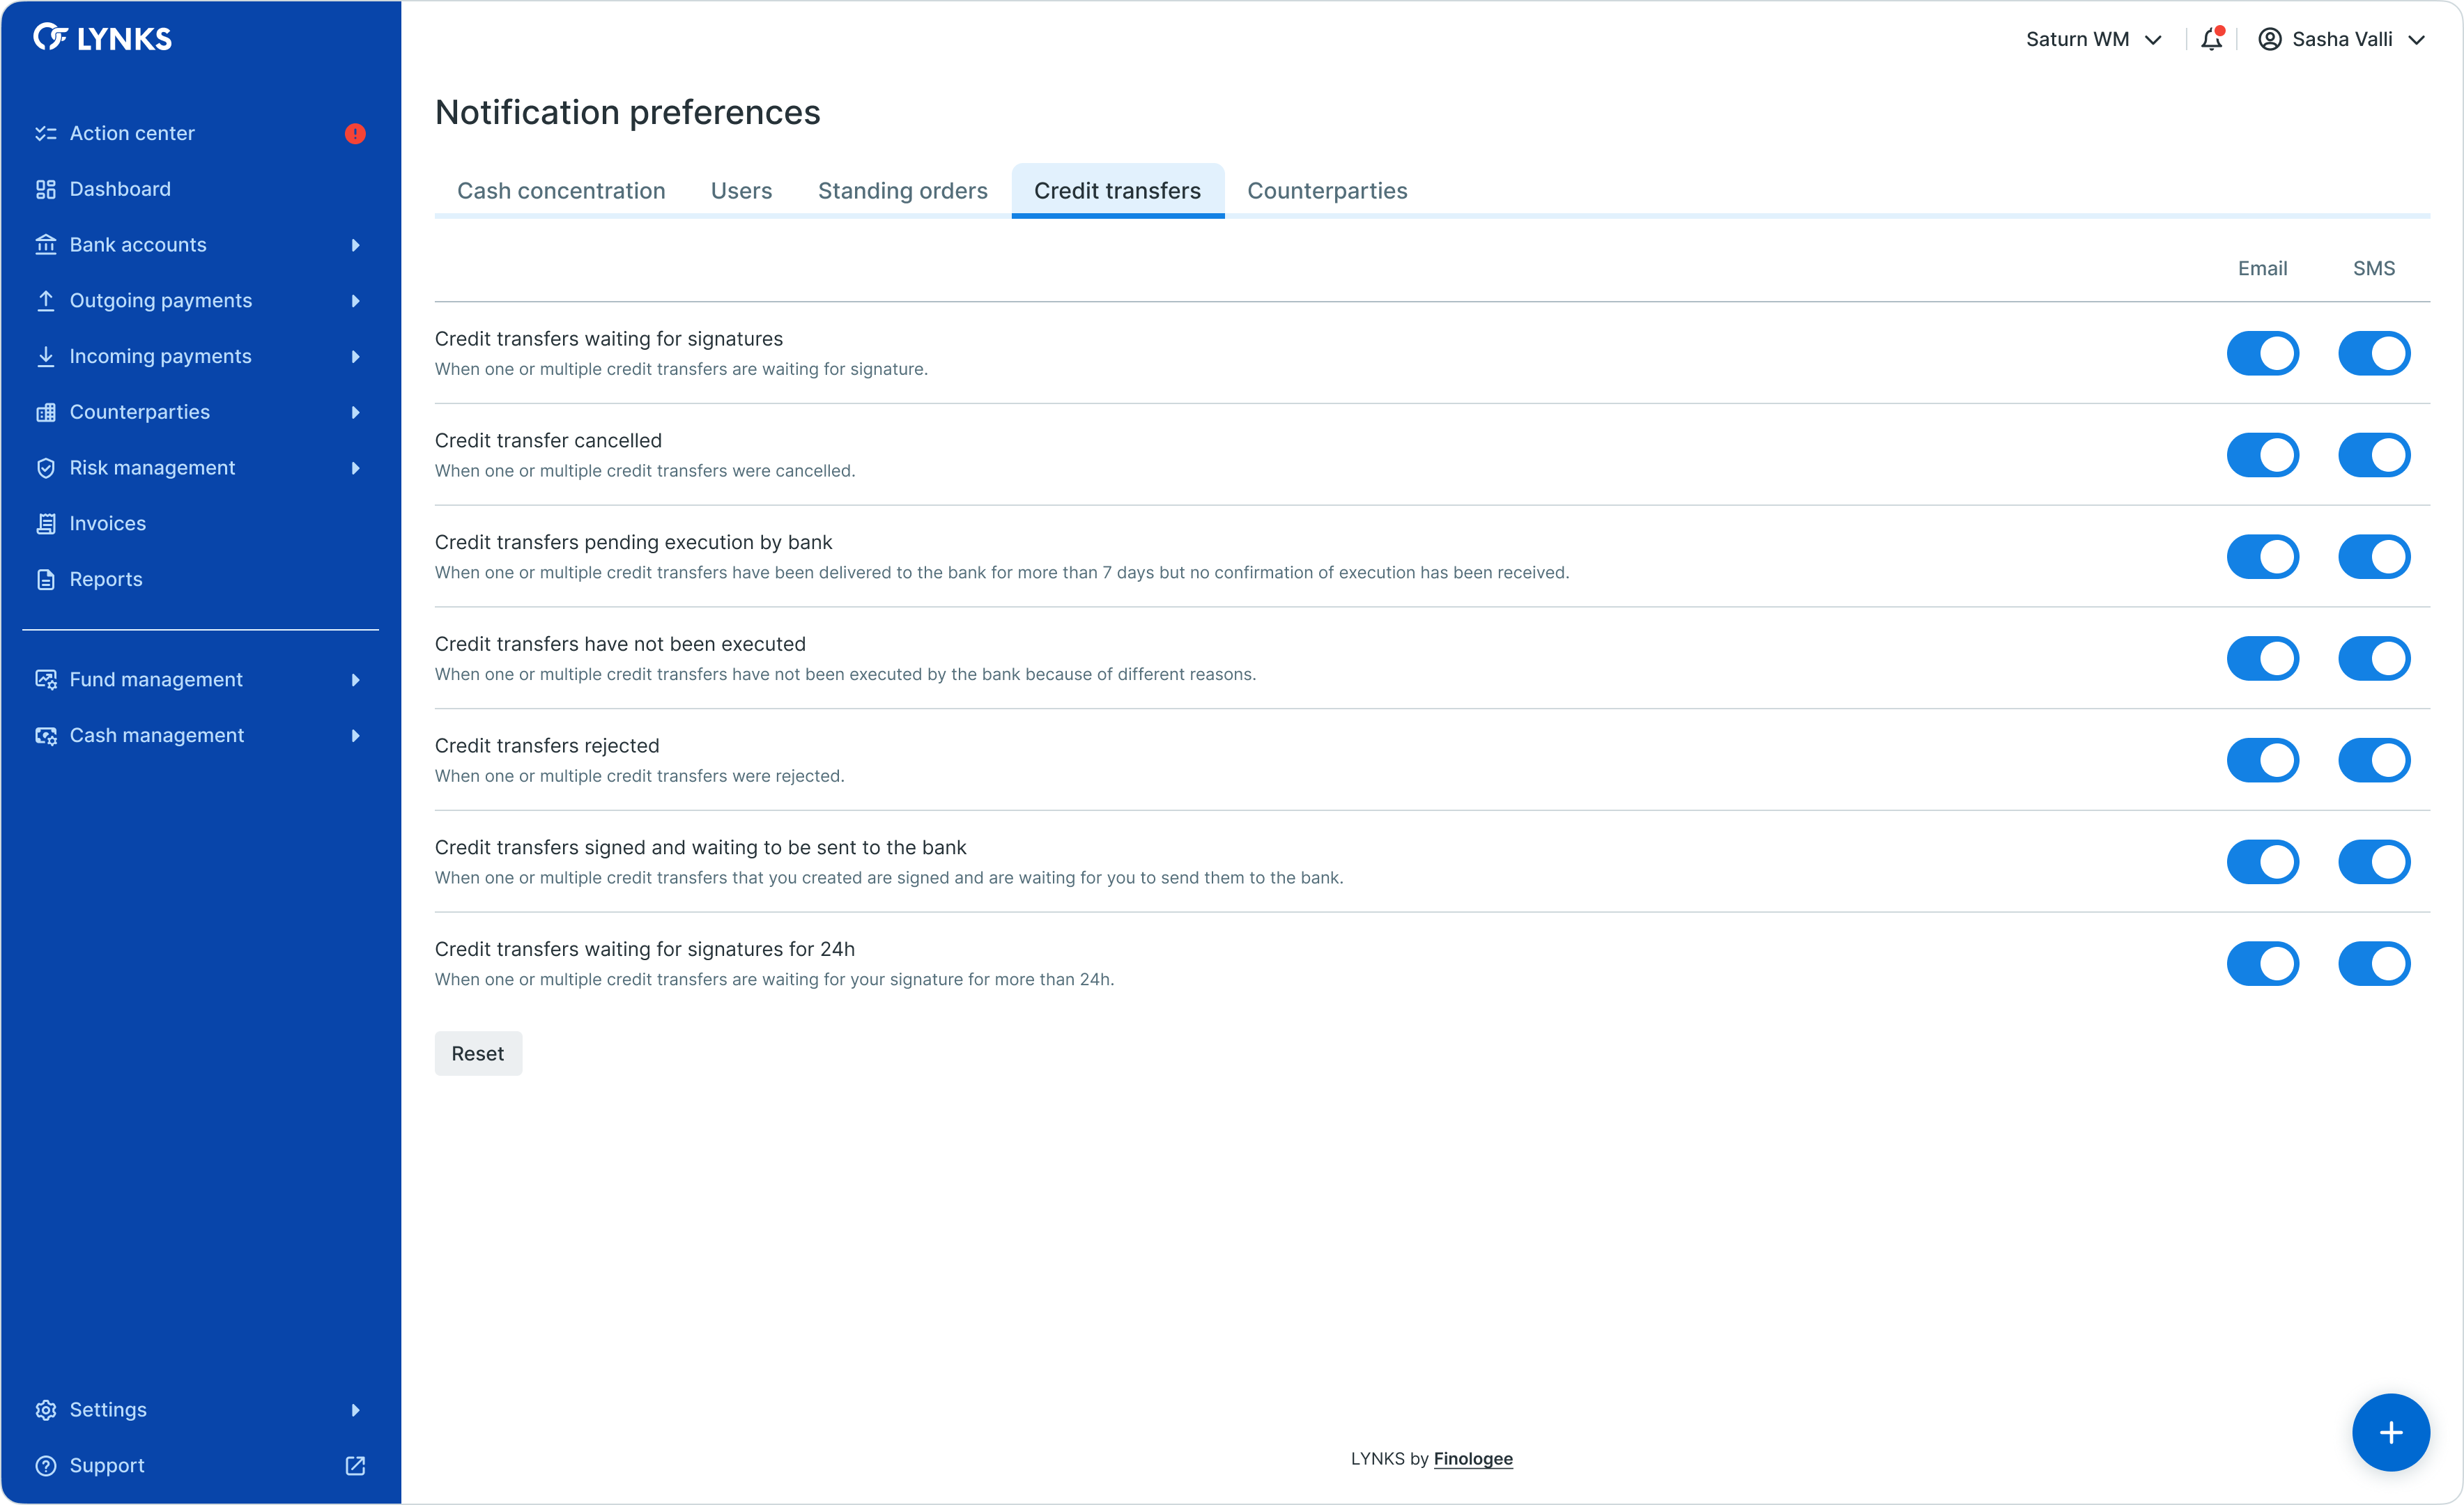 LYNKS
Saturn WM
Sasha Valli
Action center
Dashboard
Bank accounts
Outgoing payments
Incoming payments
Counterparties
Risk management
Invoices
Reports
Fund management
Cash management
Settings
Support
Notification preferences
Cash concentration Users Standing orders Credit transfers Counterparties
Email SMS
Credit transfers waiting for signatures
When one or multiple credit transfers are waiting for signature.
Credit transfer cancelled
When one or multiple credit transfers were cancelled.
Credit transfers pending execution by bank
When one or multiple credit transfers have been delivered to the bank for more than 7 days but no confirmation of execution has been received.
Credit transfers have not been executed
When one or multiple credit transfers have not been executed by the bank because of different reasons.
Credit transfers rejected
When one or multiple credit transfers were rejected.
Credit transfers signed and waiting to be sent to the bank
When one or multiple credit transfers that you created are signed and are waiting for you to send them to the bank.
Credit transfers waiting for signatures for 24h
When one or multiple credit transfers are waiting for your signature for more than 24h.
Reset
LYNKS by Finologee